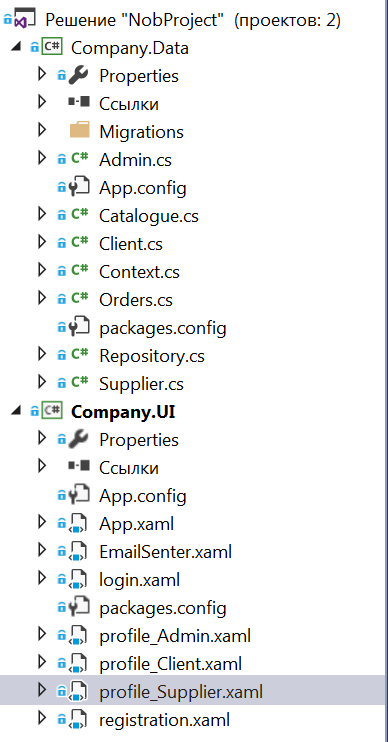 Решение "NobProject" (проектов: 2)
C# Company.Data
Properties
Ссылки
Migrations
C# Admin.cs
App.config
C# Catalogue.cs
C# Client.cs
C# Context.cs
C# Orders.cs
packages.config
C# Repository.cs
C# Supplier.cs
C# Company.UI
Properties
Ссылки
App.config
App.xaml
EmailSenter.xaml
login.xaml
packages.config
profile_Admin.xaml
profile_Client.xaml
profile_Supplier.xaml
registration.xaml